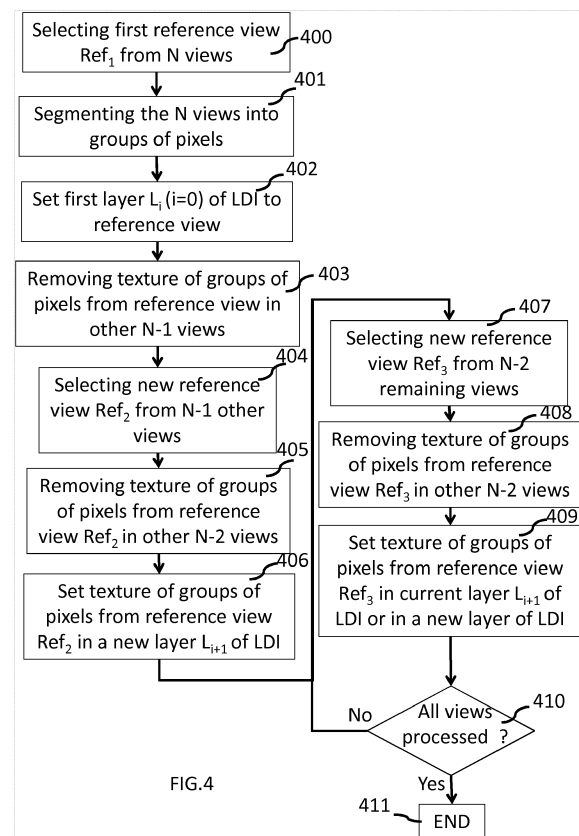 Selecting first reference view
Ref1 from N views
400
401
Segmenting the N views into
groups of pixels
402
Set first layer Li (i=0) of LDI to
reference view
403
Removing texture of groups of
pixels from reference view in
other N-1 views
404
Selecting new reference
view Ref2 from N-1 other
views
405
Removing texture of groups
of pixels from reference
view Ref2 in other N-2 views
406
Set texture of groups of
pixels from reference view
Ref2 in a new layer Li+1 of LDI
407
Selecting new reference
view Ref3 from N-2
remaining views
408
Removing texture of groups
of pixels from reference
view Ref3 in other N-2 views
409
Set texture of groups of
pixels from reference view
Ref3 in current layer Li+1 of
LDI or in a new layer of LDI
410
No
All views
processed ?
Yes
411
END
FIG.4